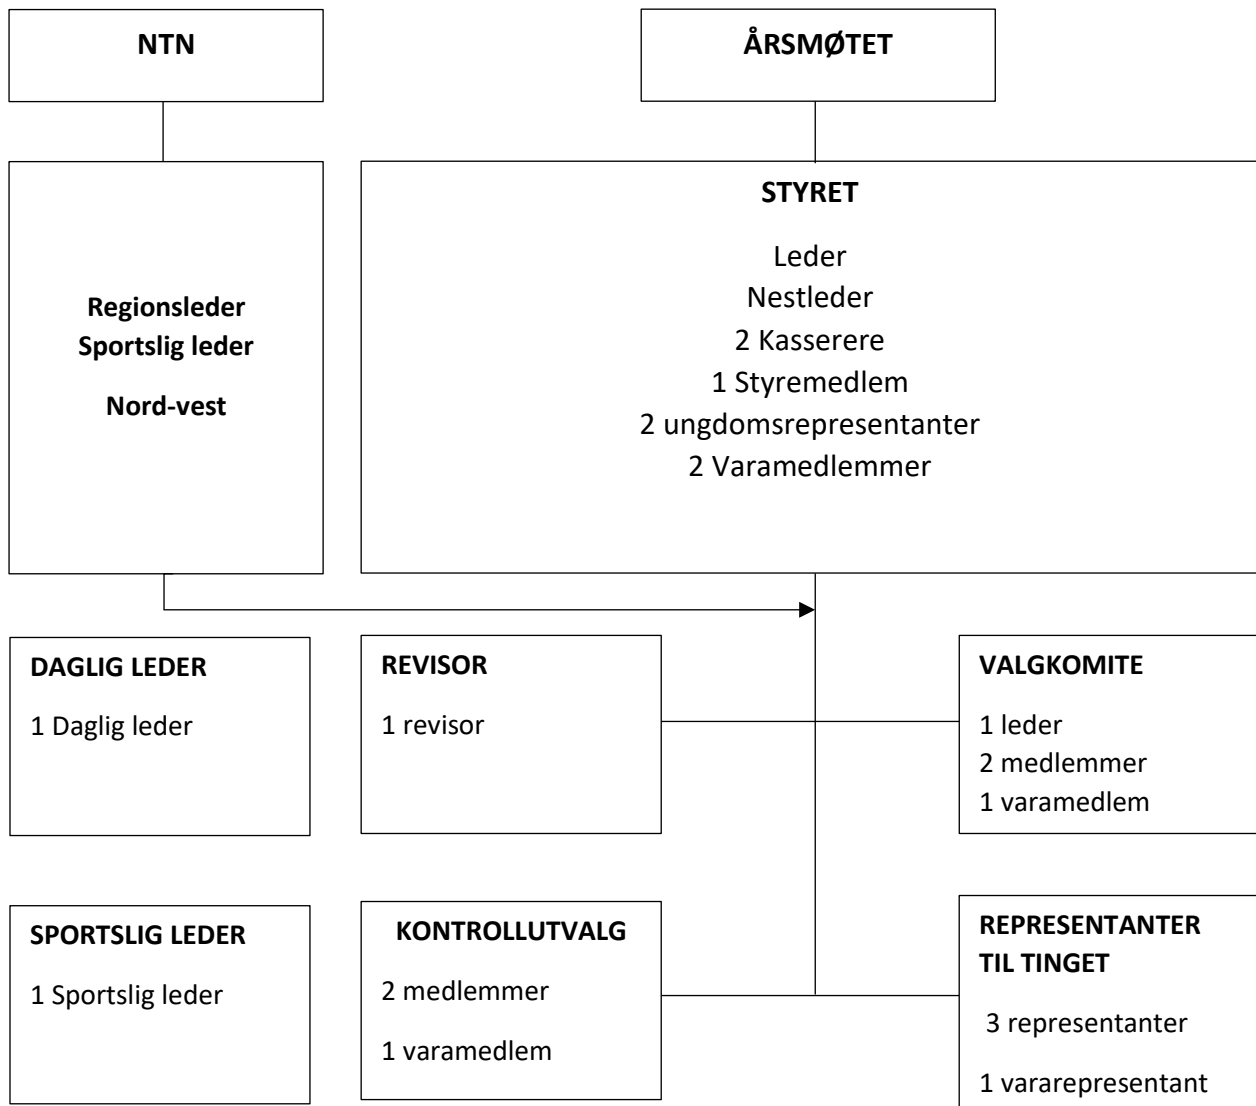 NTN
ÅRSMØTET
Regionsleder
Sportslig leder
Nord-vest
STYRET
Leder
Nestleder
2 Kasserere
1 Styremedlem
2 ungdomsrepresentanter
2 Varamedlemmer
DAGLIG LEDER
1 Daglig leder
REVISOR
1 revisor
VALGKOMITE
1 leder
2 medlemmer
1 varamedlem
SPORTSLIG LEDER
1 Sportslig leder
KONTROLLUTVALG
2 medlemmer
1 varamedlem
REPRESENTANTER
TIL TINGET
3 representanter
1 vararepresentant